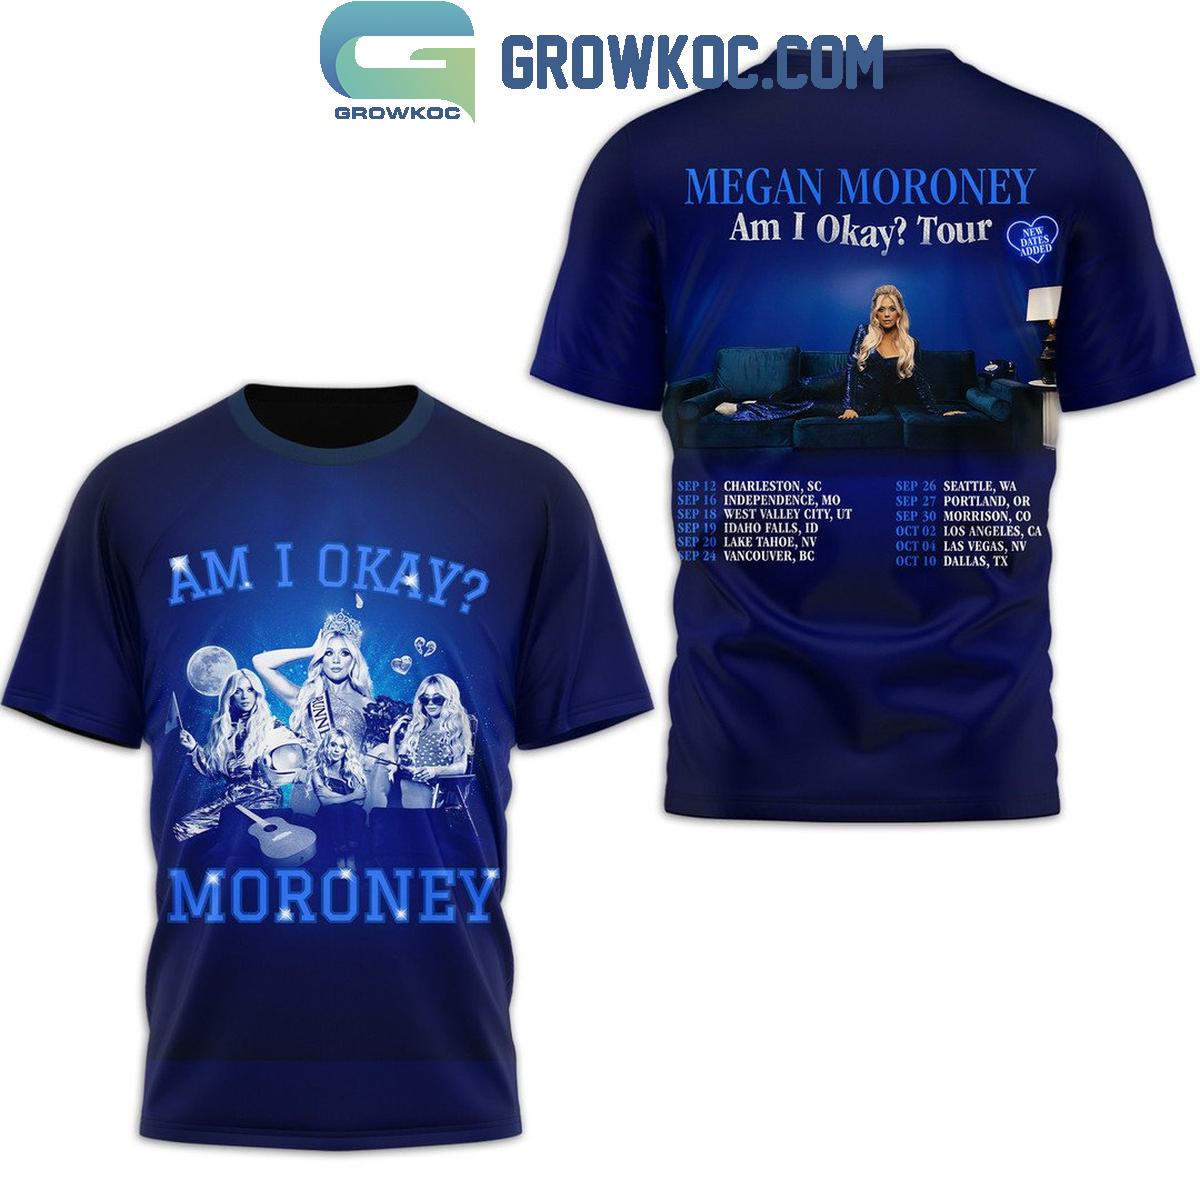 GROWKOC
GROWKOC.COM
MEGAN MORONEY
Am I Okay? Tour
NEW
DATES
ADDED
SEP 12 CHARLESTON, SC
SEP 16 INDEPENDENCE, MO
SEP 18 WEST VALLEY CITY, UT
SEP 19 IDAHO FALLS, ID
SEP 20 LAKE TAHOE, NV
SEP 24 VANCOUVER, BC
SEP 26 SEATTLE, WA
SEP 27 PORTLAND, OR
SEP 30 MORRISON, CO
OCT 02 LOS ANGELES, CA
OCT 04 LAS VEGAS, NV
OCT 10 DALLAS, TX
AM I OKAY?
MORONEY